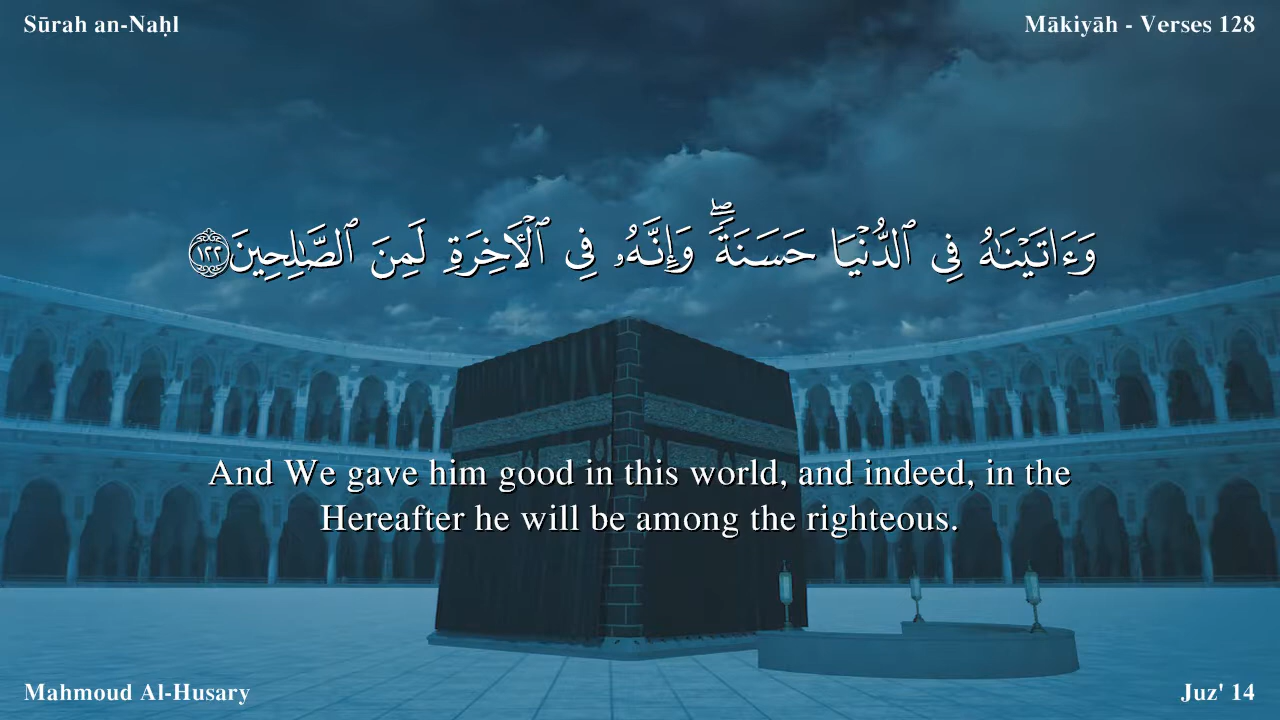 Sūrah an-Naḥl
Mākiyāh - Verses 128
وَءَاتَيْنَـٰهُ فِى ٱلدُّنْيَا حَسَنَةً ۖ وَإِنَّهُۥ فِى ٱلْـَٔاخِرَةِ لَمِنَ ٱلصَّـٰلِحِينَ ١٢٢
And We gave him good in this world, and indeed, in the
Hereafter he will be among the righteous.
Mahmoud Al-Husary
Juz' 14